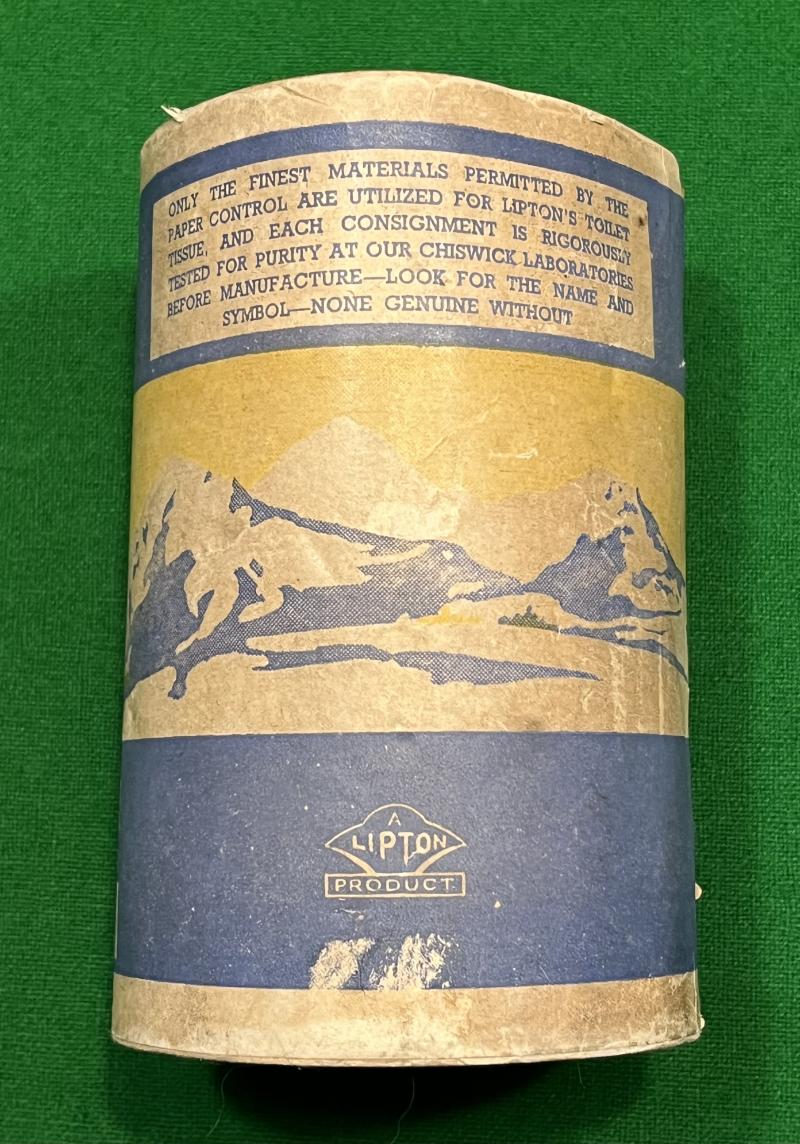 ONLY THE FINEST MATERIALS PERMITTED BY THE
PAPER CONTROL ARE UTILIZED FOR LIPTON'S TOILET
TISSUE, AND EACH CONSIGNMENT IS RIGOROUSLY
TESTED FOR PURITY AT OUR CHISWICK LABORATORIES
BEFORE MANUFACTURE—LOOK FOR THE NAME AND
SYMBOL—NONE GENUINE WITHOUT
A
LIPTON
PRODUCT